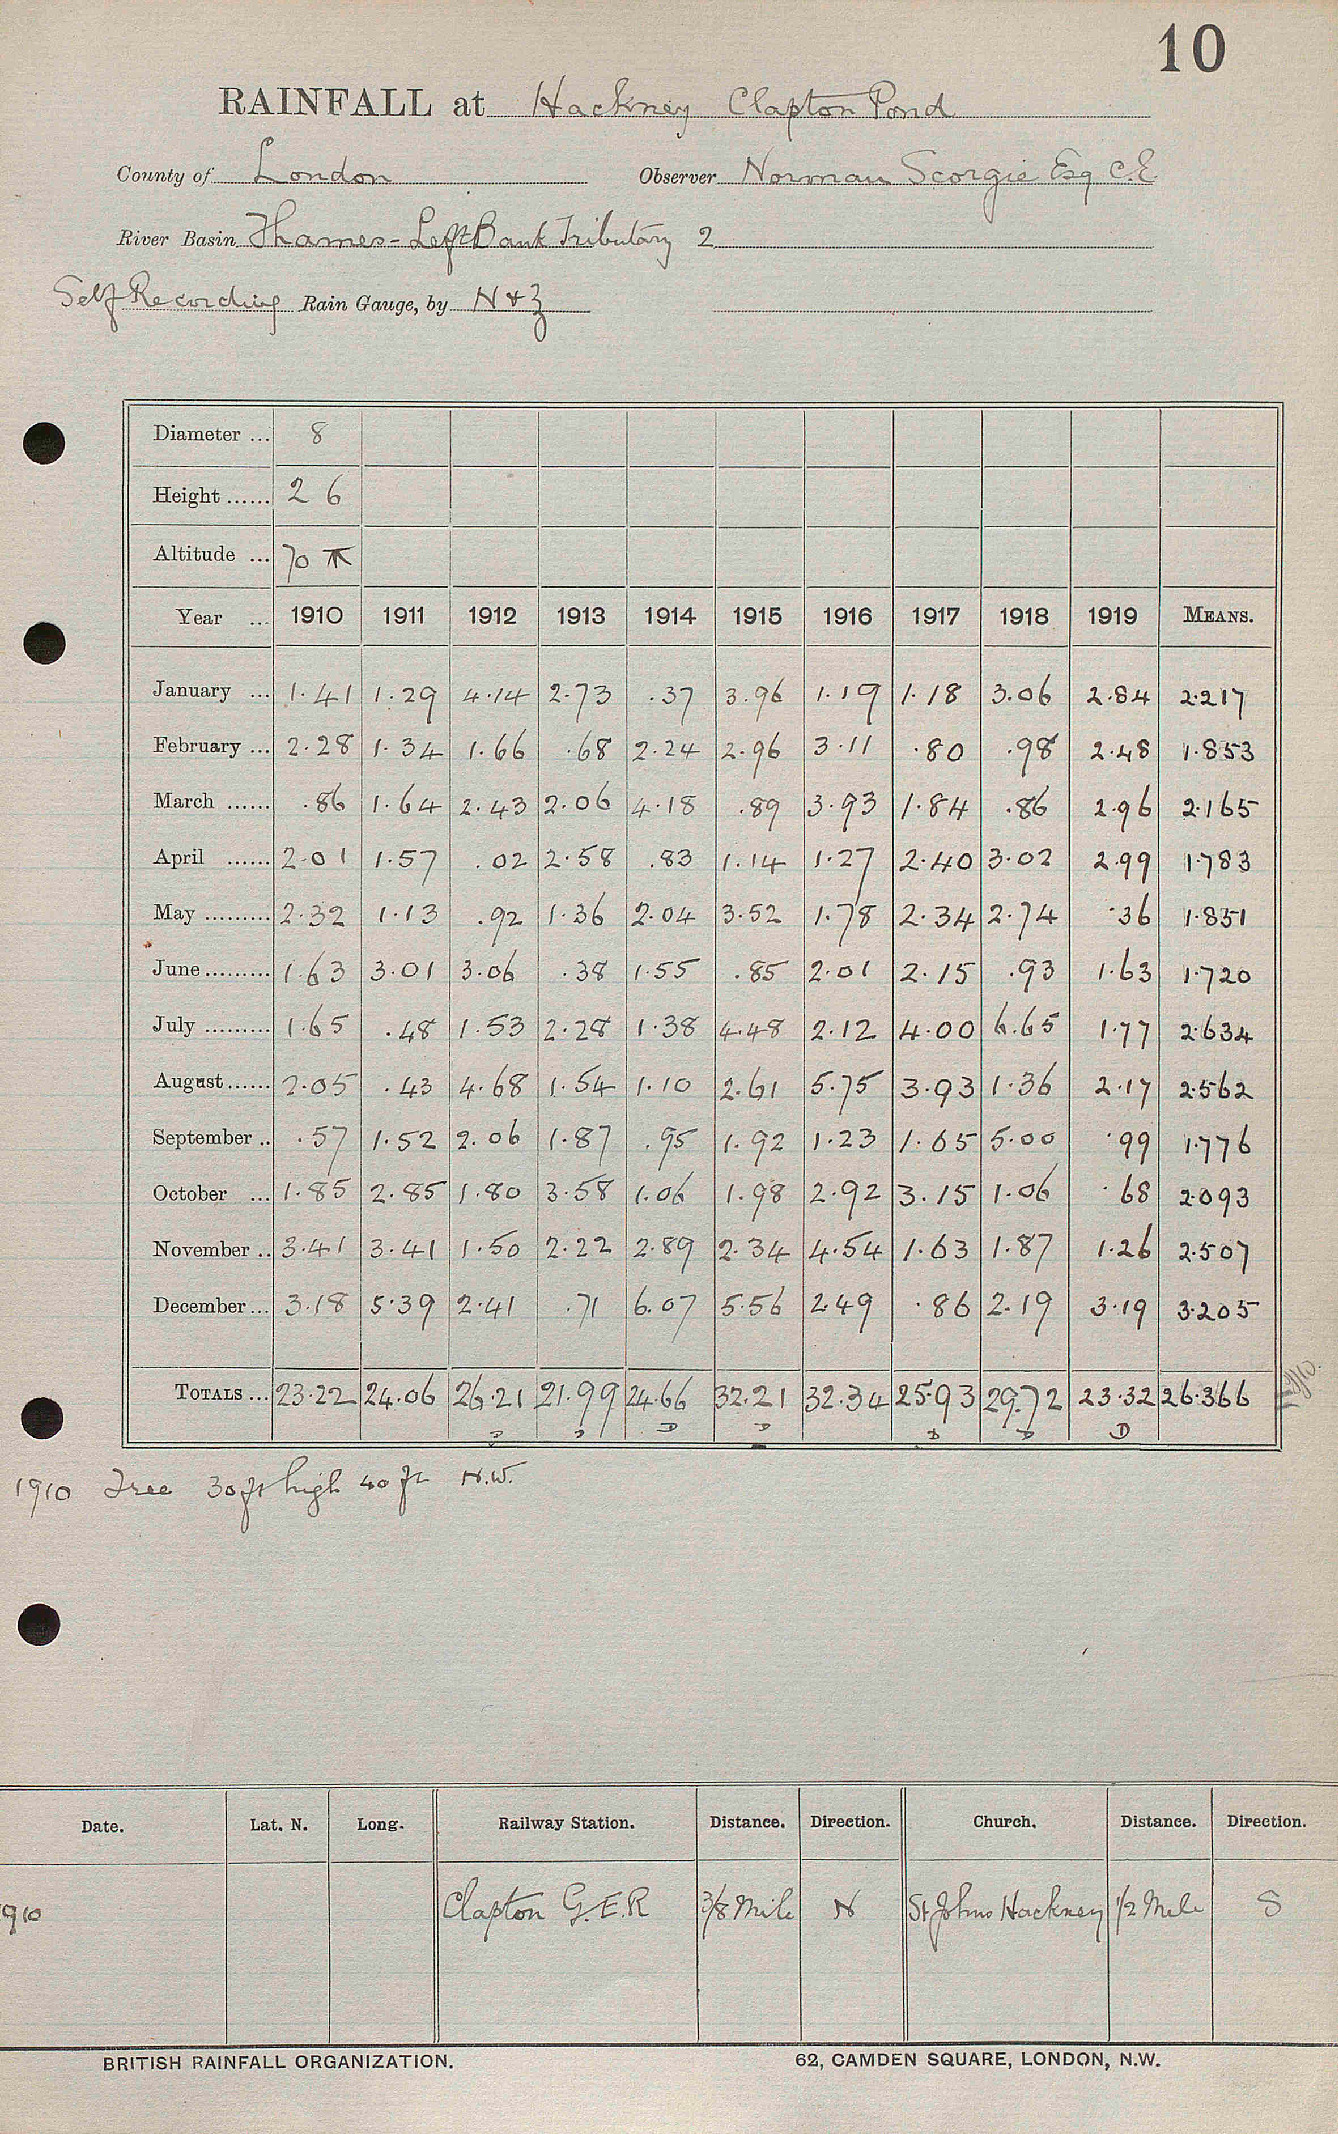 10
RAINFALL at Hackney Clapton Pond
County of London Observer Norman Scorgie Esq C.E.
River Basin Thames - Left Bank Tributary 2
Self Recording Rain Gauge, by N & Z
Diameter ... 8
Height ...... 2 6
Altitude ... 70
Year ... 1910 1911 1912 1913 1914 1915 1916 1917 1918 1919 MEANS.
January ... 1.41 1.29 4.14 2.73 .37 3.96 1.19 1.18 3.06 2.84 2.217
February ... 2.28 1.34 1.66 .68 2.24 2.96 3.11 .80 .98 2.48 1.853
March ...... .86 1.64 2.43 2.06 4.18 .89 3.93 1.84 .86 2.96 2.165
April ...... 2.01 1.57 .02 2.58 .83 1.14 1.27 2.40 3.02 2.99 1.783
May ......... 2.32 1.13 .92 1.36 2.04 3.52 1.78 2.34 2.74 .36 1.851
June ......... 1.63 3.01 3.06 .38 1.55 .85 2.01 2.15 .93 1.63 1.720
July ......... 1.65 .48 1.53 2.28 1.38 4.48 2.12 4.00 6.65 1.77 2.634
August ...... 2.05 .43 4.68 1.54 1.10 2.61 5.75 3.93 1.36 2.17 2.562
September .. .57 1.52 2.06 1.87 .95 1.92 1.23 1.65 5.00 .99 1.776
October ... 1.85 2.85 1.80 3.58 1.06 1.98 2.92 3.15 1.06 .68 2.093
November .. 3.41 3.41 1.50 2.22 2.89 2.34 4.54 1.63 1.87 1.26 2.507
December ... 3.18 5.39 2.41 .71 6.07 5.56 2.49 .86 2.19 3.19 3.205
TOTALS ... 23.22 24.06 26.21 21.99 24.66 32.21 32.34 25.93 29.72 23.32 26.366
D D D D D D D
1910 Tree 30 ft high 40 ft N.W.
Date. Lat. N. Long. Railway Station. Distance. Direction. Church. Distance. Direction.
910 Clapton G.E.R 3/8 Mile N St Johns Hackney 1/2 Mile S
BRITISH RAINFALL ORGANIZATION. 62, CAMDEN SQUARE, LONDON, N.W.